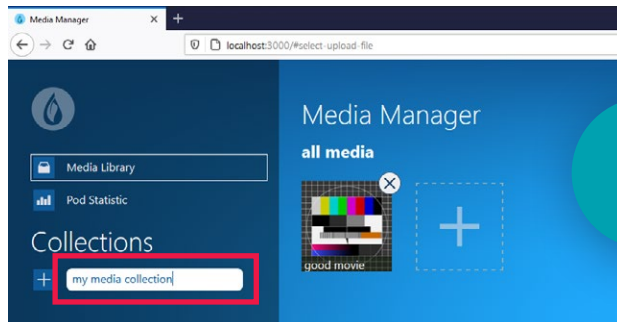 Media Manager
localhost:3000/#select-upload-file
Media Manager
all media
Media Library
Pod Statistic
good movie
Collections
my media collection